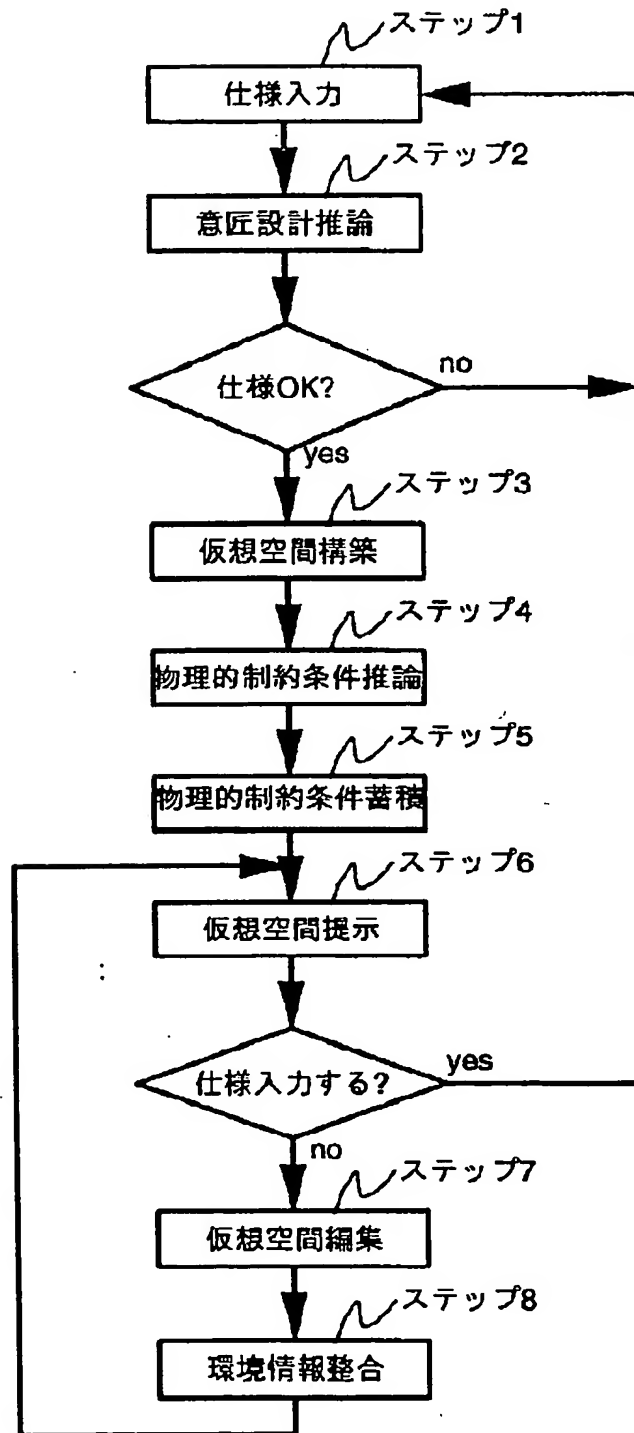 ステップ1
仕様入力
ステップ2
意匠設計推論
仕様OK?
no
yes
ステップ3
仮想空間構築
ステップ4
物理的制約条件推論
ステップ5
物理的制約条件蓄積
ステップ6
仮想空間提示
仕様入力する?
yes
no
ステップ7
仮想空間編集
ステップ8
環境情報整合